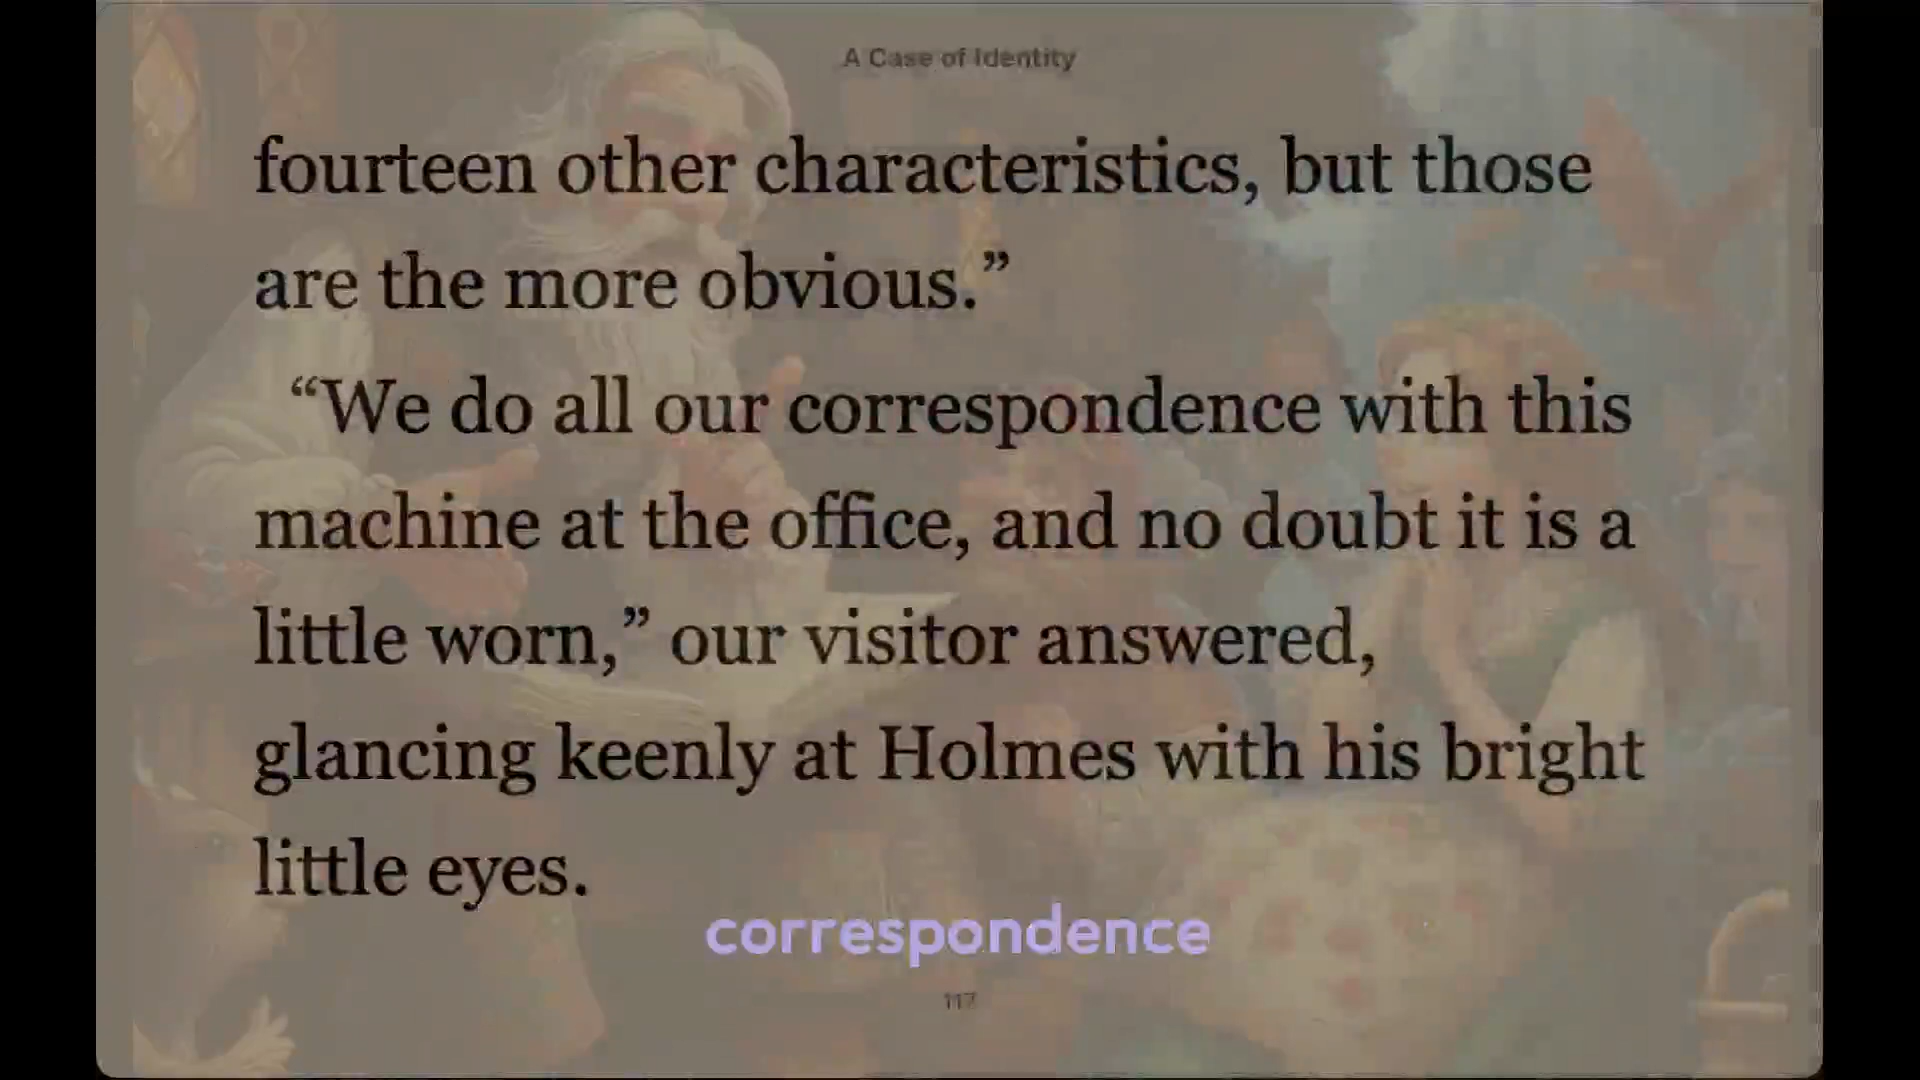 A Case of Identity
fourteen other characteristics, but those
are the more obvious.”
“We do all our correspondence with this
machine at the office, and no doubt it is a
little worn,” our visitor answered,
glancing keenly at Holmes with his bright
little eyes.
correspondence
117